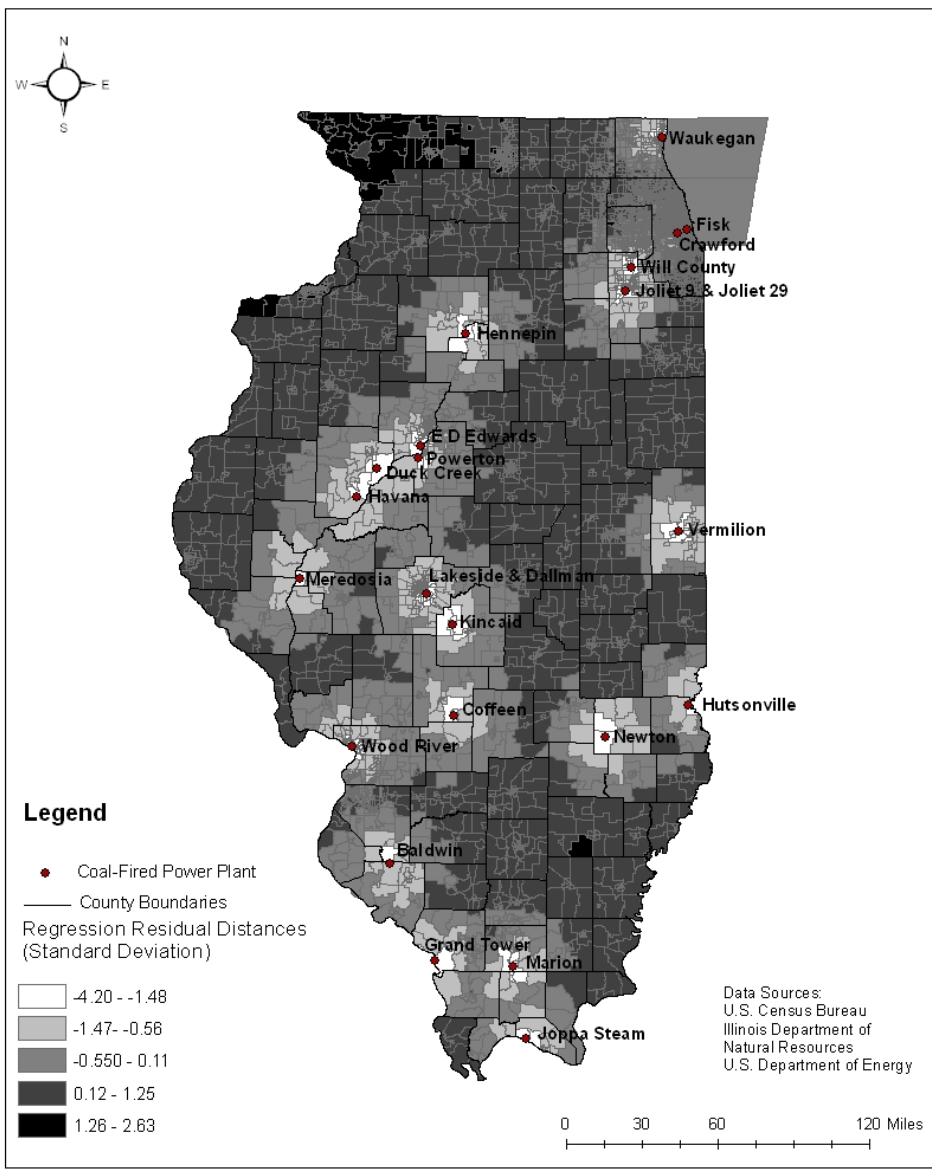 N
W E
S
Waukegan
Fisk
Crawford
Will County
Joliet 9 & Joliet 29
Hennepin
E D Edwards
Powerton
Duck Creek
Havana
Vermilion
Meredosia
Lakeside & Dallman
Kincaid
Hutsonville
Coffeen
Newton
Wood River
Baldwin
Grand Tower
Marion
Joppa Steam
Legend
Coal-Fired Power Plant
County Boundaries
Regression Residual Distances
(Standard Deviation)
-4.20 - -1.48
-1.47- -0.56
-0.550 - 0.11
0.12 - 1.25
1.26 - 2.63
Data Sources:
U.S. Census Bureau
Illinois Department of
Natural Resources
U.S. Department of Energy
0 30 60 120 Miles